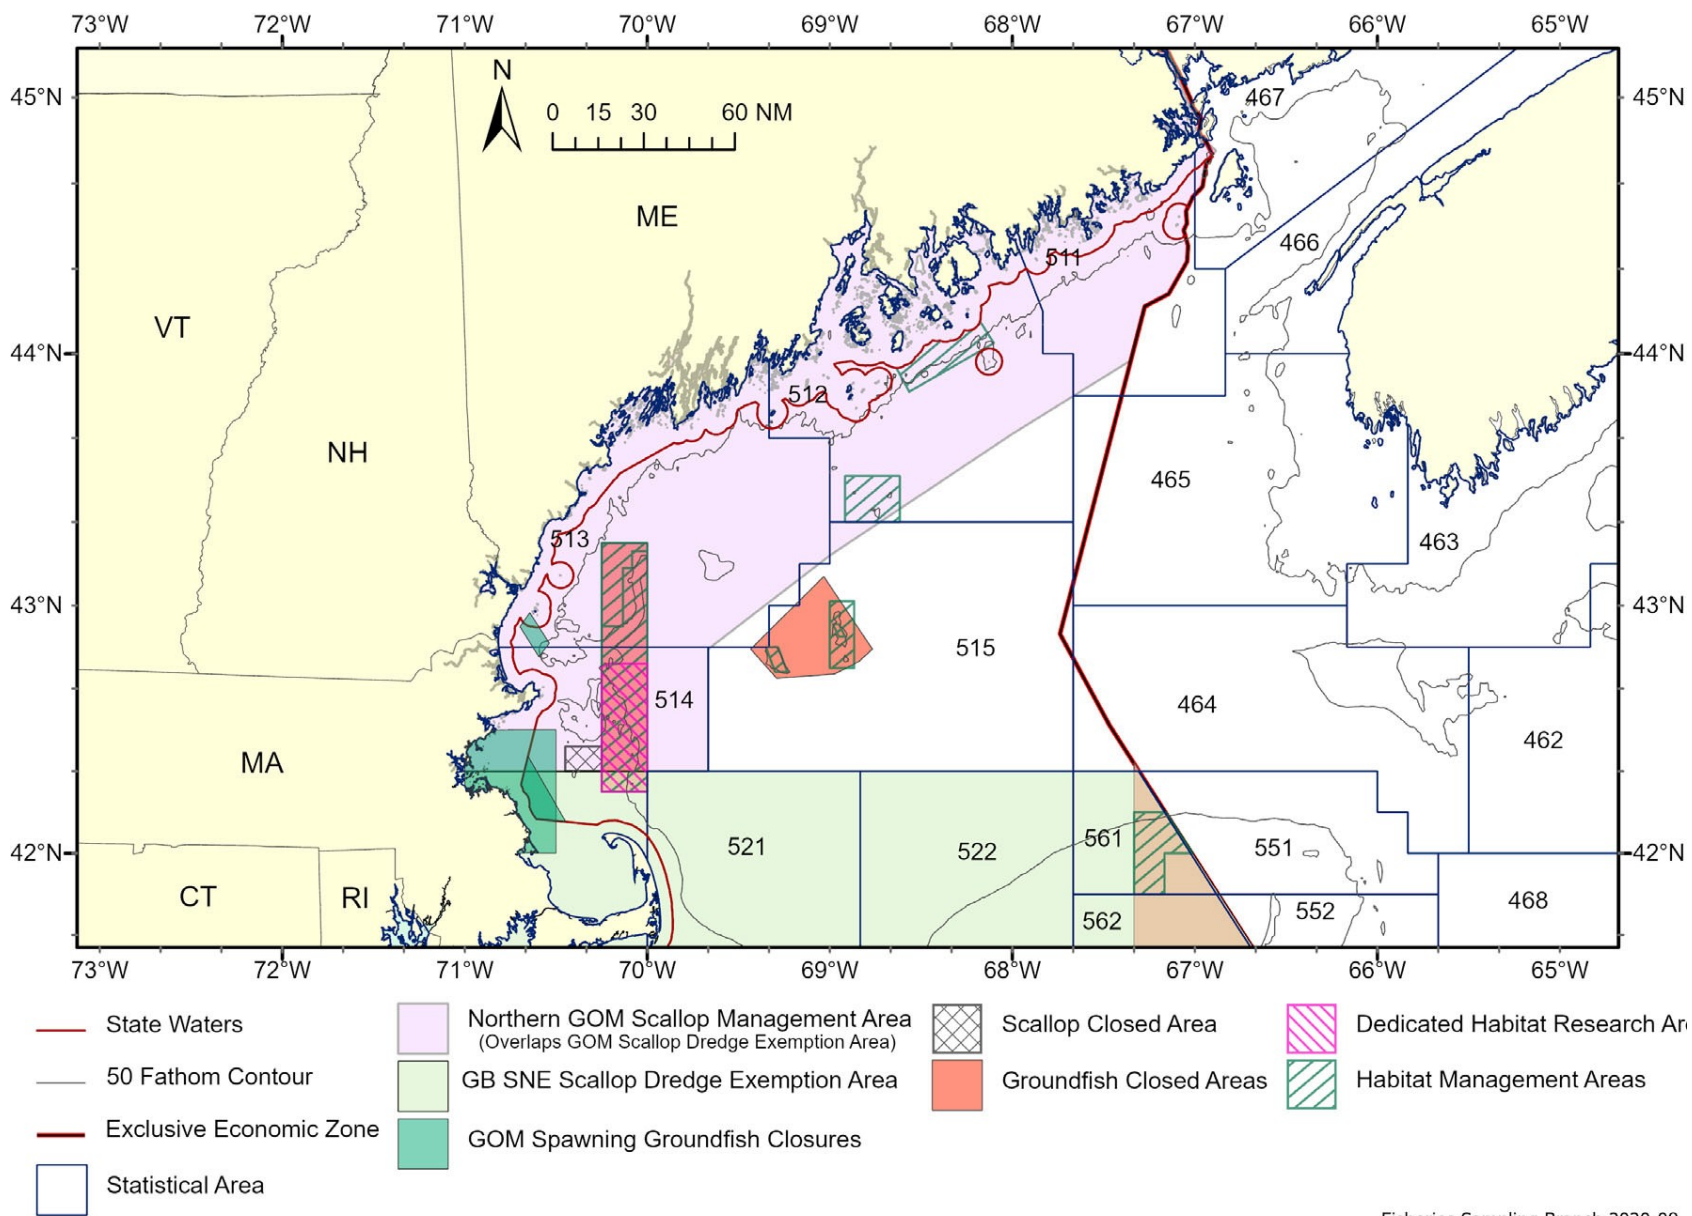 73°W 72°W 71°W 70°W 69°W 68°W 67°W 66°W 65°W
45°N 45°N
N
0 15 30 60 NM
467
ME
466
511
VT
44°N 44°N
512
NH
465
513
463
43°N 43°N
515
514
464
462
MA
561
521
522
551
42°N 42°N
CT
RI
468
552
562
73°W 72°W 71°W 70°W 69°W 68°W 67°W 66°W 65°W
State Waters
50 Fathom Contour
Exclusive Economic Zone
Statistical Area
Northern GOM Scallop Management Area
(Overlaps GOM Scallop Dredge Exemption Area)
GB SNE Scallop Dredge Exemption Area
GOM Spawning Groundfish Closures
Scallop Closed Area
Groundfish Closed Areas
Dedicated Habitat Research Are
Habitat Management Areas